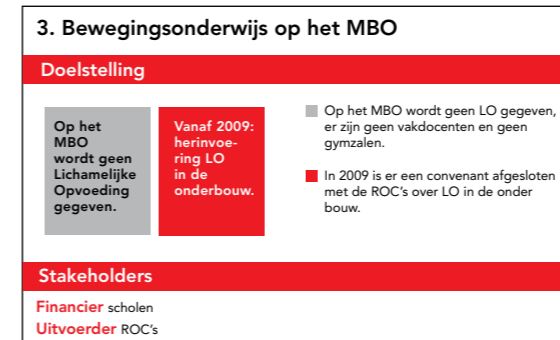 3. Bewegingsonderwijs op het MBO
Doelstelling
Op het
MBO
wordt geen
Lichamelijke
Opvoeding
gegeven.
Vanaf 2009:
herinvoe-
ring LO
in de
onderbouw.
Op het MBO wordt geen LO gegeven,
er zijn geen vakdocenten en geen
gymzalen.
In 2009 is er een convenant afgesloten
met de ROC's over LO in de onder
bouw.
Stakeholders
Financier scholen
Uitvoerder ROC's